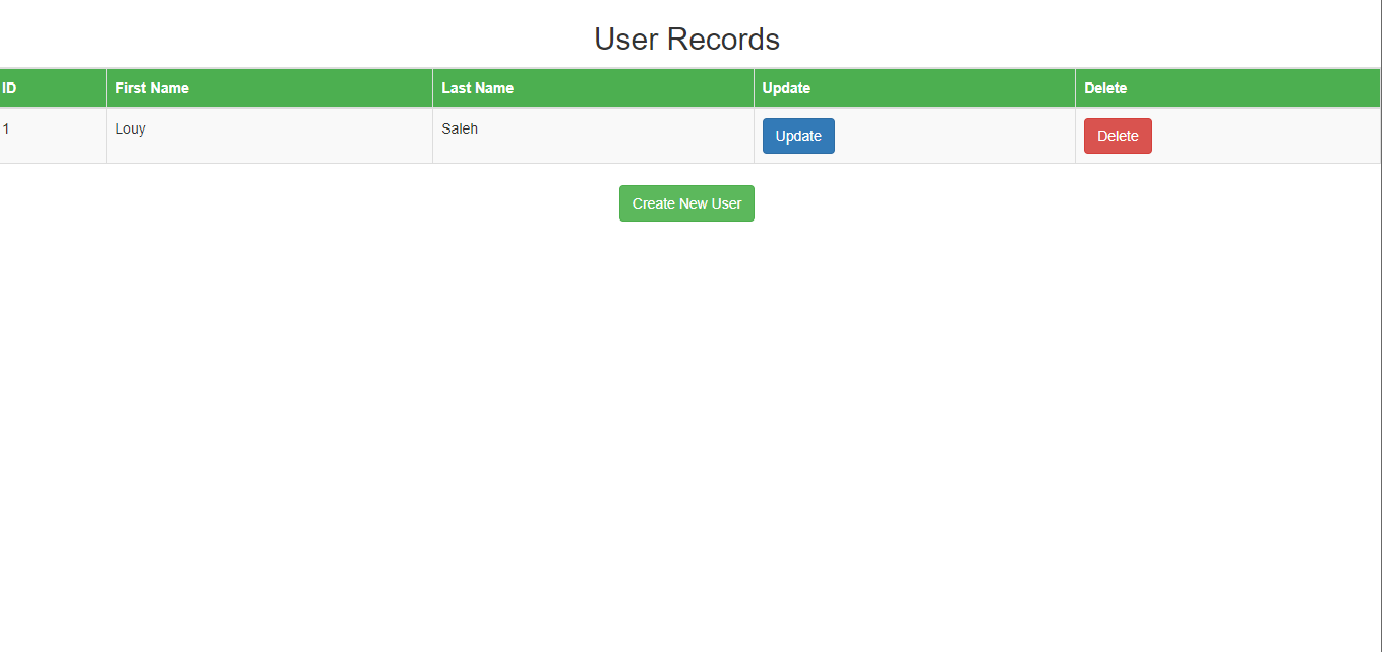 User Records
ID First Name Last Name Update Delete
1 Louy Saleh Update Delete
Create New User